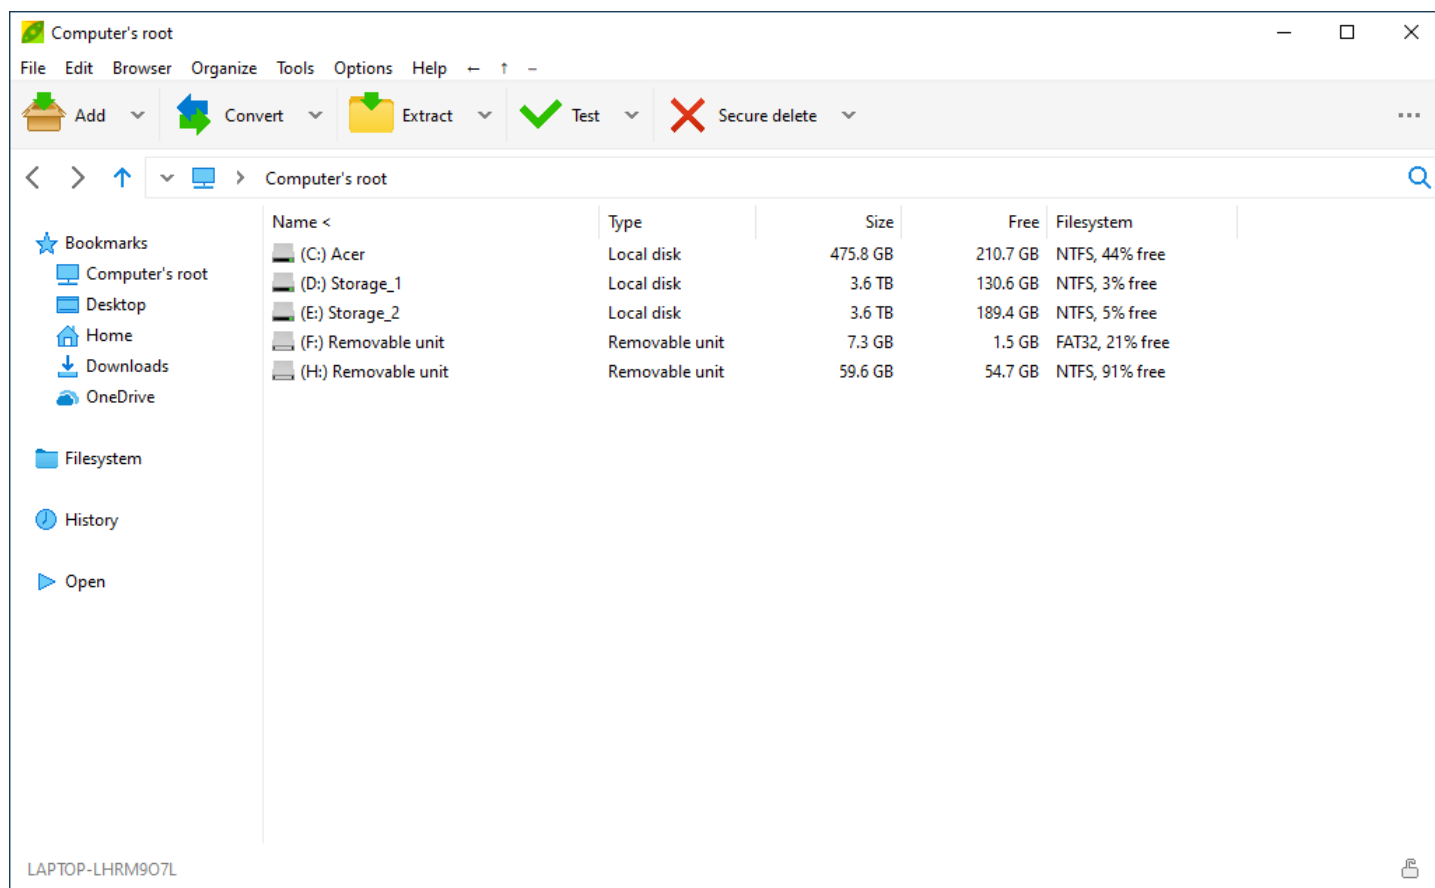 Computer's root
File Edit Browser Organize Tools Options Help ← ↑ –
Add Convert Extract Test Secure delete ...
Computer's root
Name < Type Size Free Filesystem
Bookmarks
Computer's root
Desktop
Home
Downloads
OneDrive
Filesystem
History
Open
(C:) Acer Local disk 475.8 GB 210.7 GB NTFS, 44% free
(D:) Storage_1 Local disk 3.6 TB 130.6 GB NTFS, 3% free
(E:) Storage_2 Local disk 3.6 TB 189.4 GB NTFS, 5% free
(F:) Removable unit Removable unit 7.3 GB 1.5 GB FAT32, 21% free
(H:) Removable unit Removable unit 59.6 GB 54.7 GB NTFS, 91% free
LAPTOP-LHRM9O7L